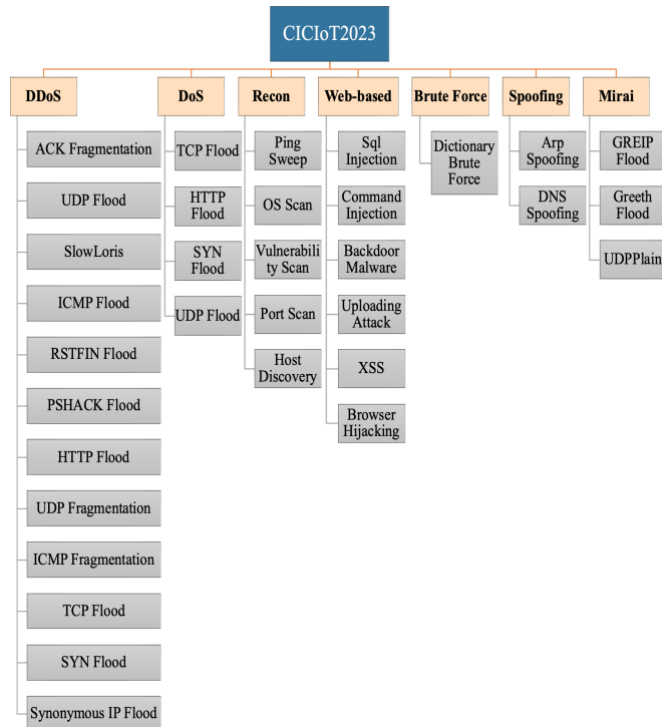 CICIoT2023
DDoS
DoS
Recon
Web-based
Brute Force
Spoofing
Mirai
ACK Fragmentation
UDP Flood
SlowLoris
ICMP Flood
RSTFIN Flood
PSHACK Flood
HTTP Flood
UDP Fragmentation
ICMP Fragmentation
TCP Flood
SYN Flood
Synonymous IP Flood
TCP Flood
HTTP
Flood
SYN
Flood
UDP Flood
Ping
Sweep
OS Scan
Vulnerabili
ty Scan
Port Scan
Host
Discovery
Sql
Injection
Command
Injection
Backdoor
Malware
Uploading
Attack
XSS
Browser
Hijacking
Dictionary
Brute
Force
Arp
Spoofing
DNS
Spoofing
GREIP
Flood
Greeth
Flood
UDPPlain